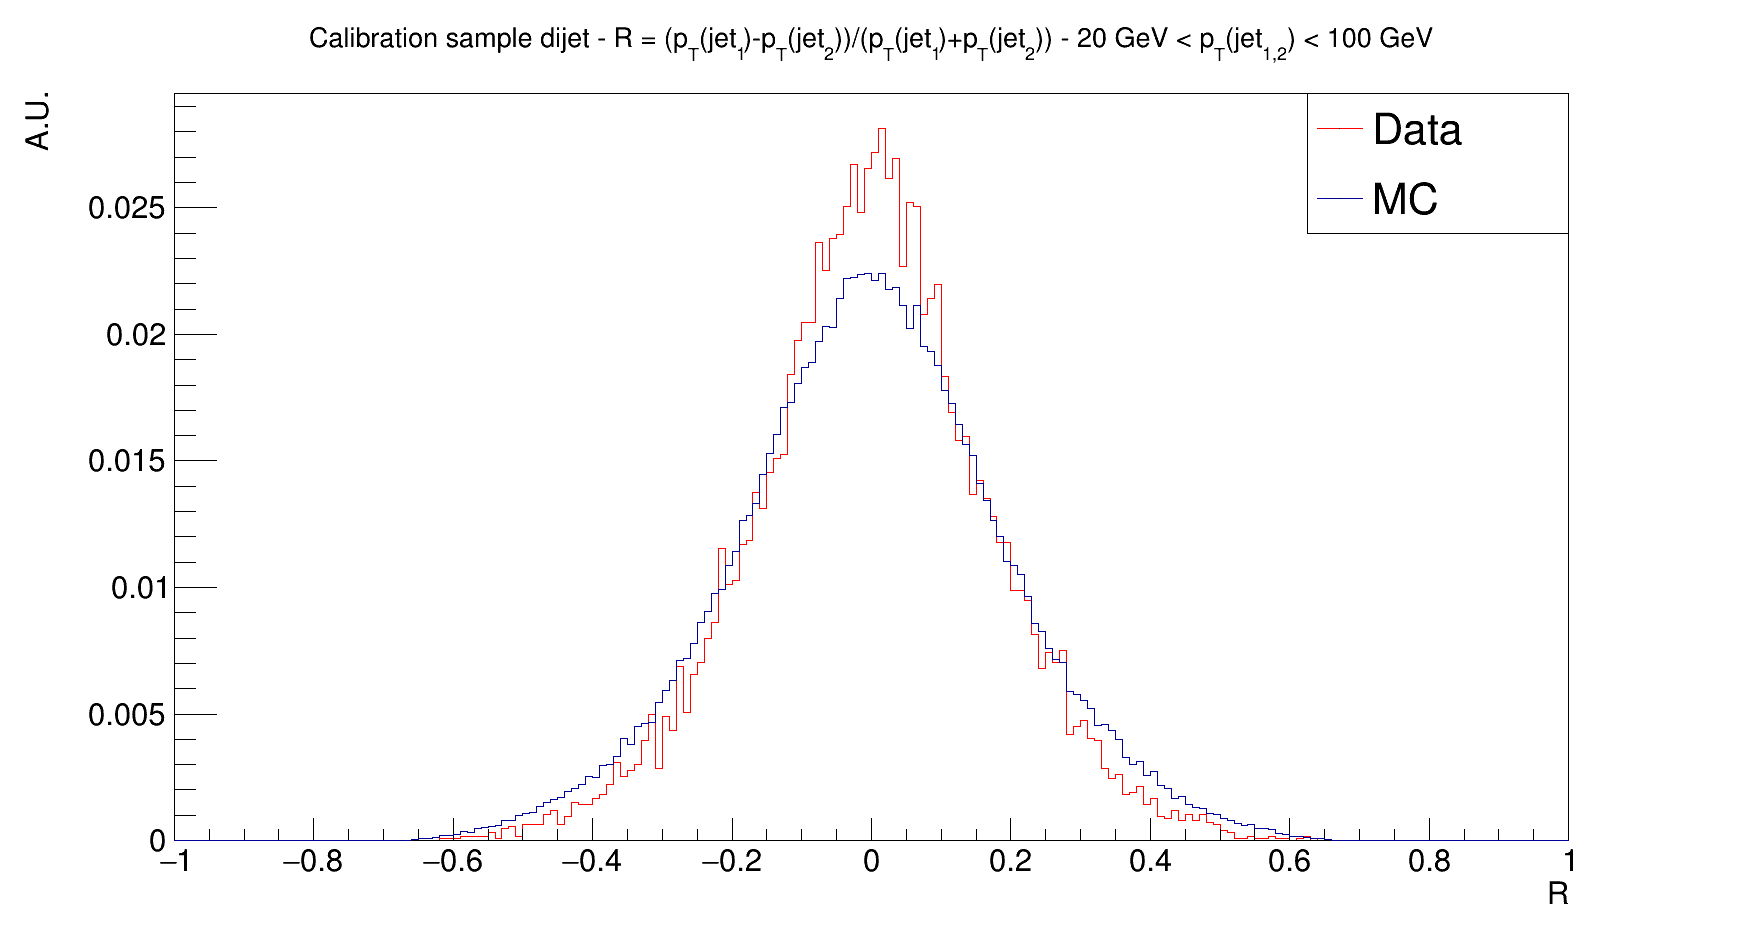 Calibration sample dijet - R = (p_T(jet_1)-p_T(jet_2))/(p_T(jet_1)+p_T(jet_2)) - 20 GeV < p_T(jet_1,2) < 100 GeV
A.U.
Data
MC
0.025
0.02
0.015
0.01
0.005
0
−1 −0.8 −0.6 −0.4 −0.2 0 0.2 0.4 0.6 0.8 1
R